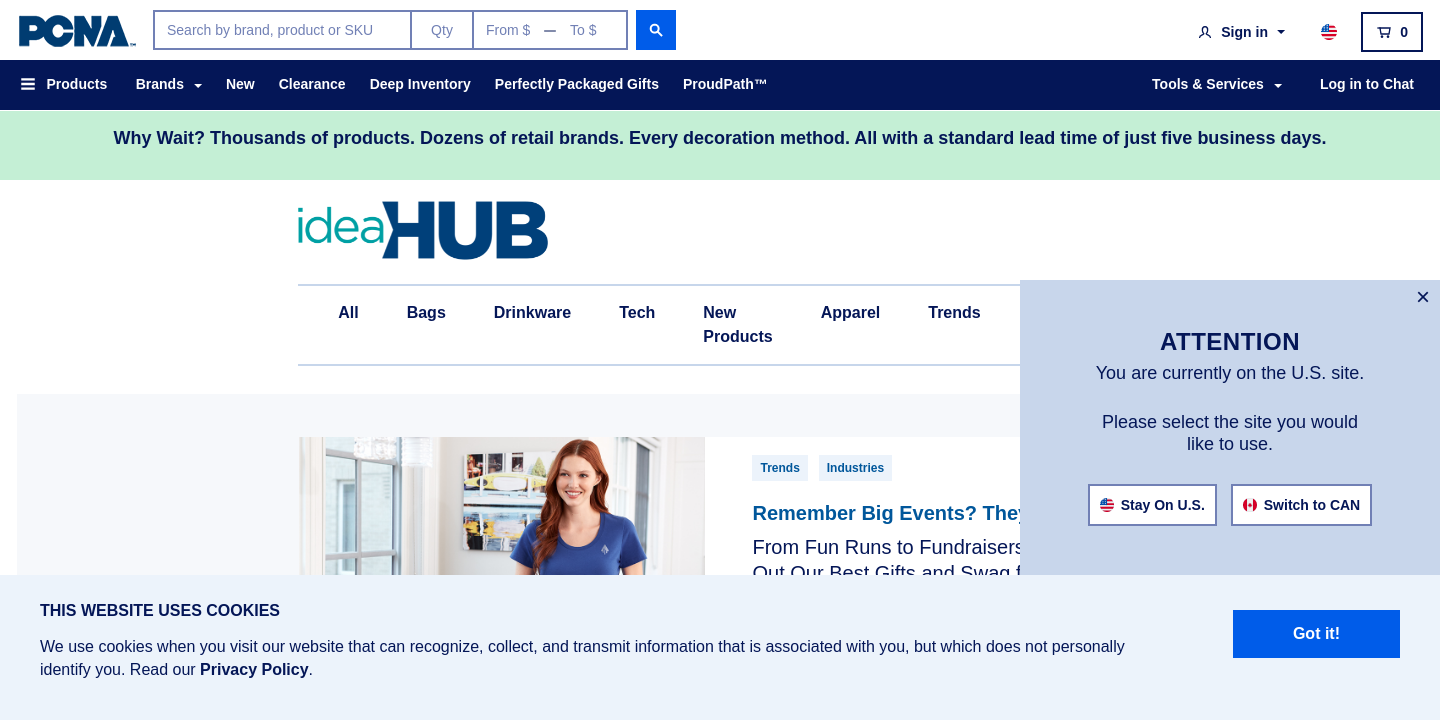 PCNA™
Search by brand, product or SKU
Qty
From $ — To $
Sign in
0
Products
Brands
New
Clearance
Deep Inventory
Perfectly Packaged Gifts
ProudPath™
Tools & Services
Log in to Chat
Why Wait? Thousands of products. Dozens of retail brands. Every decoration method. All with a standard lead time of just five business days.
ideaHUB
All
Bags
Drinkware
Tech
New
Products
Apparel
Trends
×
ATTENTION
You are currently on the U.S. site.
Please select the site you would
like to use.
Stay On U.S.
Switch to CAN
Trends
Industries
Remember Big Events? They
From Fun Runs to Fundraisers
Out Our Best Gifts and Swag f
THIS WEBSITE USES COOKIES
We use cookies when you visit our website that can recognize, collect, and transmit information that is associated with you, but which does not personally
identify you. Read our Privacy Policy.
Got it!